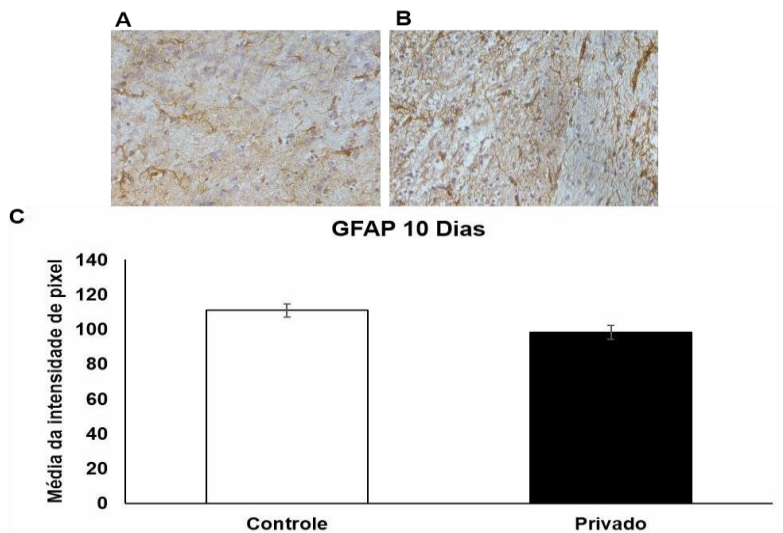 A
B
C
GFAP 10 Dias
Média da intensidade de pixel
140
120
100
80
60
40
20
0
Controle
Privado